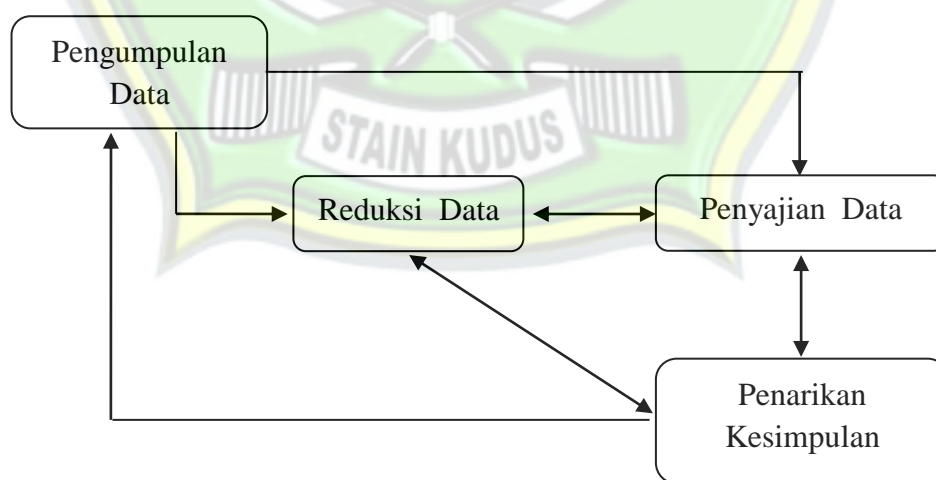 Pengumpulan
Data
STAIN KUDUS
Reduksi Data
Penyajian Data
Penarikan
Kesimpulan